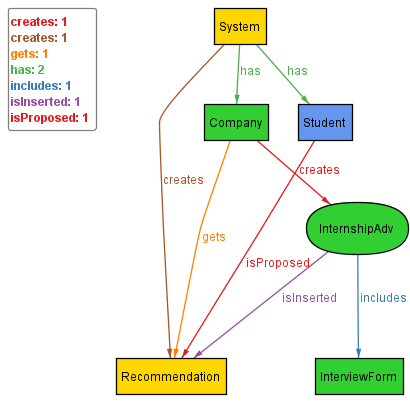 creates: 1
creates: 1
gets: 1
has: 2
includes: 1
isInserted: 1
isProposed: 1
System
has
has
Company
Student
creates
creates
InternshipAdv
gets
isProposed
isInserted
includes
Recommendation
InterviewForm